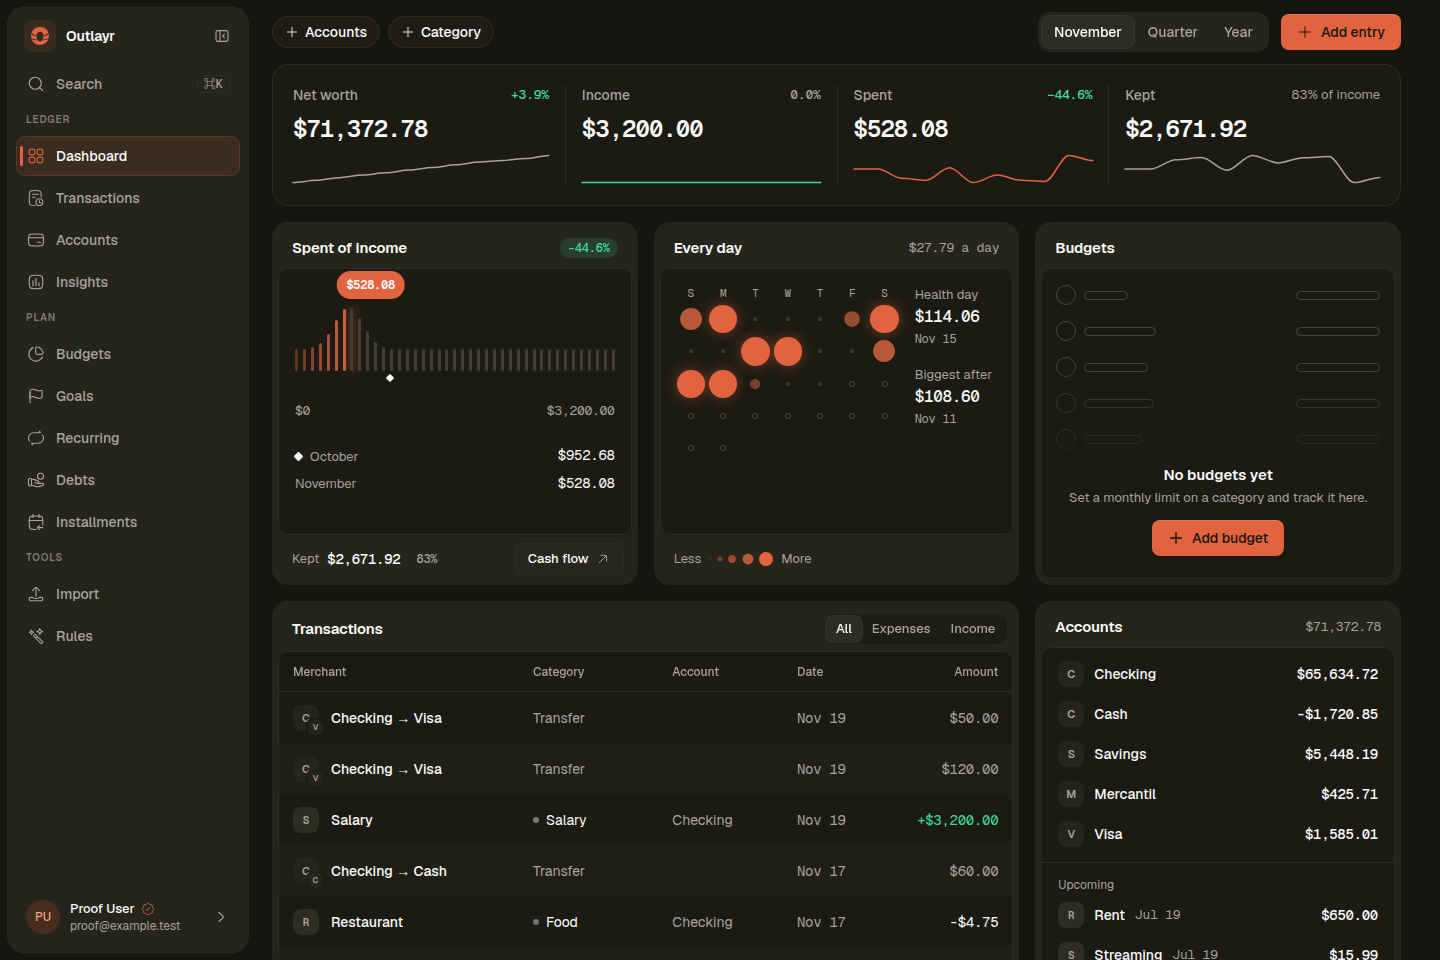 Outlayr
Search ⌘K
LEDGER
Dashboard
Transactions
Accounts
Insights
PLAN
Budgets
Goals
Recurring
Debts
Installments
TOOLS
Import
Rules
PU
Proof User
proof@example.test
+ Accounts
+ Category
November Quarter Year
+ Add entry
Net worth +3.9%
$71,372.78
Income 0.0%
$3,200.00
Spent -44.6%
$528.08
Kept 83% of income
$2,671.92
Spent of income -44.6%
$528.08
$0 $3,200.00
October $952.68
November $528.08
Kept $2,671.92 83% Cash flow ↗
Every day $27.79 a day
S M T W T F S
Health day
$114.06
Nov 15
Biggest after
$108.60
Nov 11
Less More
Budgets
No budgets yet
Set a monthly limit on a category and track it here.
+ Add budget
Transactions All Expenses Income
Merchant Category Account Date Amount
C V Checking → Visa Transfer Nov 19 $50.00
C V Checking → Visa Transfer Nov 19 $120.00
S Salary Salary Checking Nov 19 +$3,200.00
C C Checking → Cash Transfer Nov 17 $60.00
R Restaurant Food Checking Nov 17 -$4.75
Accounts $71,372.78
C Checking $65,634.72
C Cash -$1,720.85
S Savings $5,448.19
M Mercantil $425.71
V Visa $1,585.01
Upcoming
R Rent Jul 19 $650.00
S Streaming Jul 19 $15.99